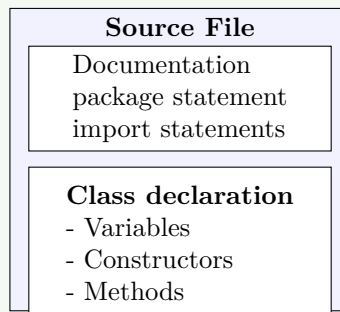 Source File
Documentation
package statement
import statements
Class declaration
- Variables
- Constructors
- Methods